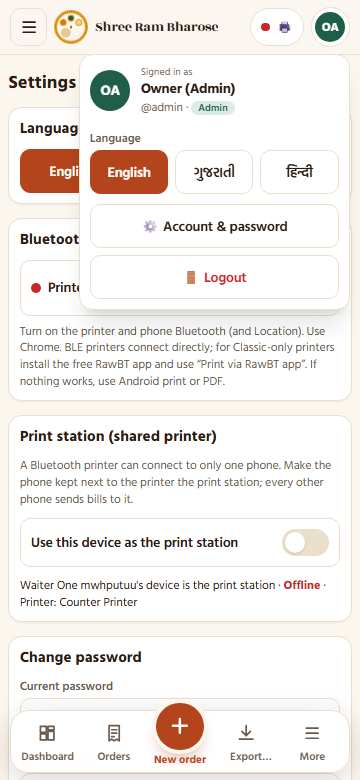 Shree Ram Bharose
OA
Settings
Signed in as
OA
Owner (Admin)
@admin · Admin
Language
English
ગુજરાતી
हिन्दी
Account & password
Logout
Languag
Engli
Bluetoot
Printe
Turn on the printer and phone Bluetooth (and Location). Use
Chrome. BLE printers connect directly; for Classic-only printers
install the free RawBT app and use “Print via RawBT app”. If
nothing works, use Android print or PDF.
Print station (shared printer)
A Bluetooth printer can connect to only one phone. Make the
phone kept next to the printer the print station; every other
phone sends bills to it.
Use this device as the print station
Waiter One mwhputuu's device is the print station · Offline ·
Printer: Counter Printer
Change password
Current password
Dashboard
Orders
New order
Export…
More